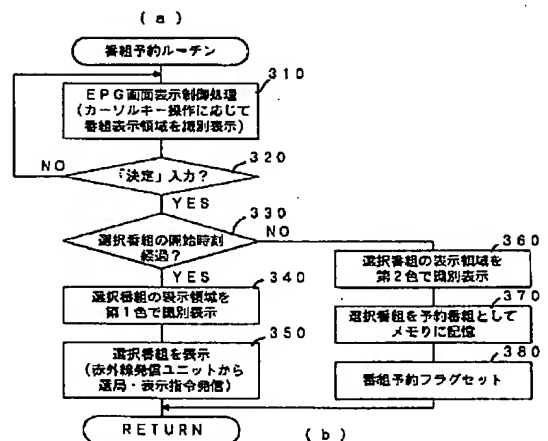 (a)
番組予約ルーチン
310
EPG画面表示制御処理
(カーソルキー操作に応じて
番組表示領域を識別表示)
320
NO
「決定」入力?
YES
330
NO
選択番組の開始時刻
経過?
YES
340
選択番組の表示領域を
第1色で識別表示
350
選択番組を表示
(赤外線発信ユニットから
選局・表示指令発信)
360
選択番組の表示領域を
第2色で識別表示
370
選択番組を予約番組として
メモリに記憶
380
番組予約フラグセット
RETURN
(b)